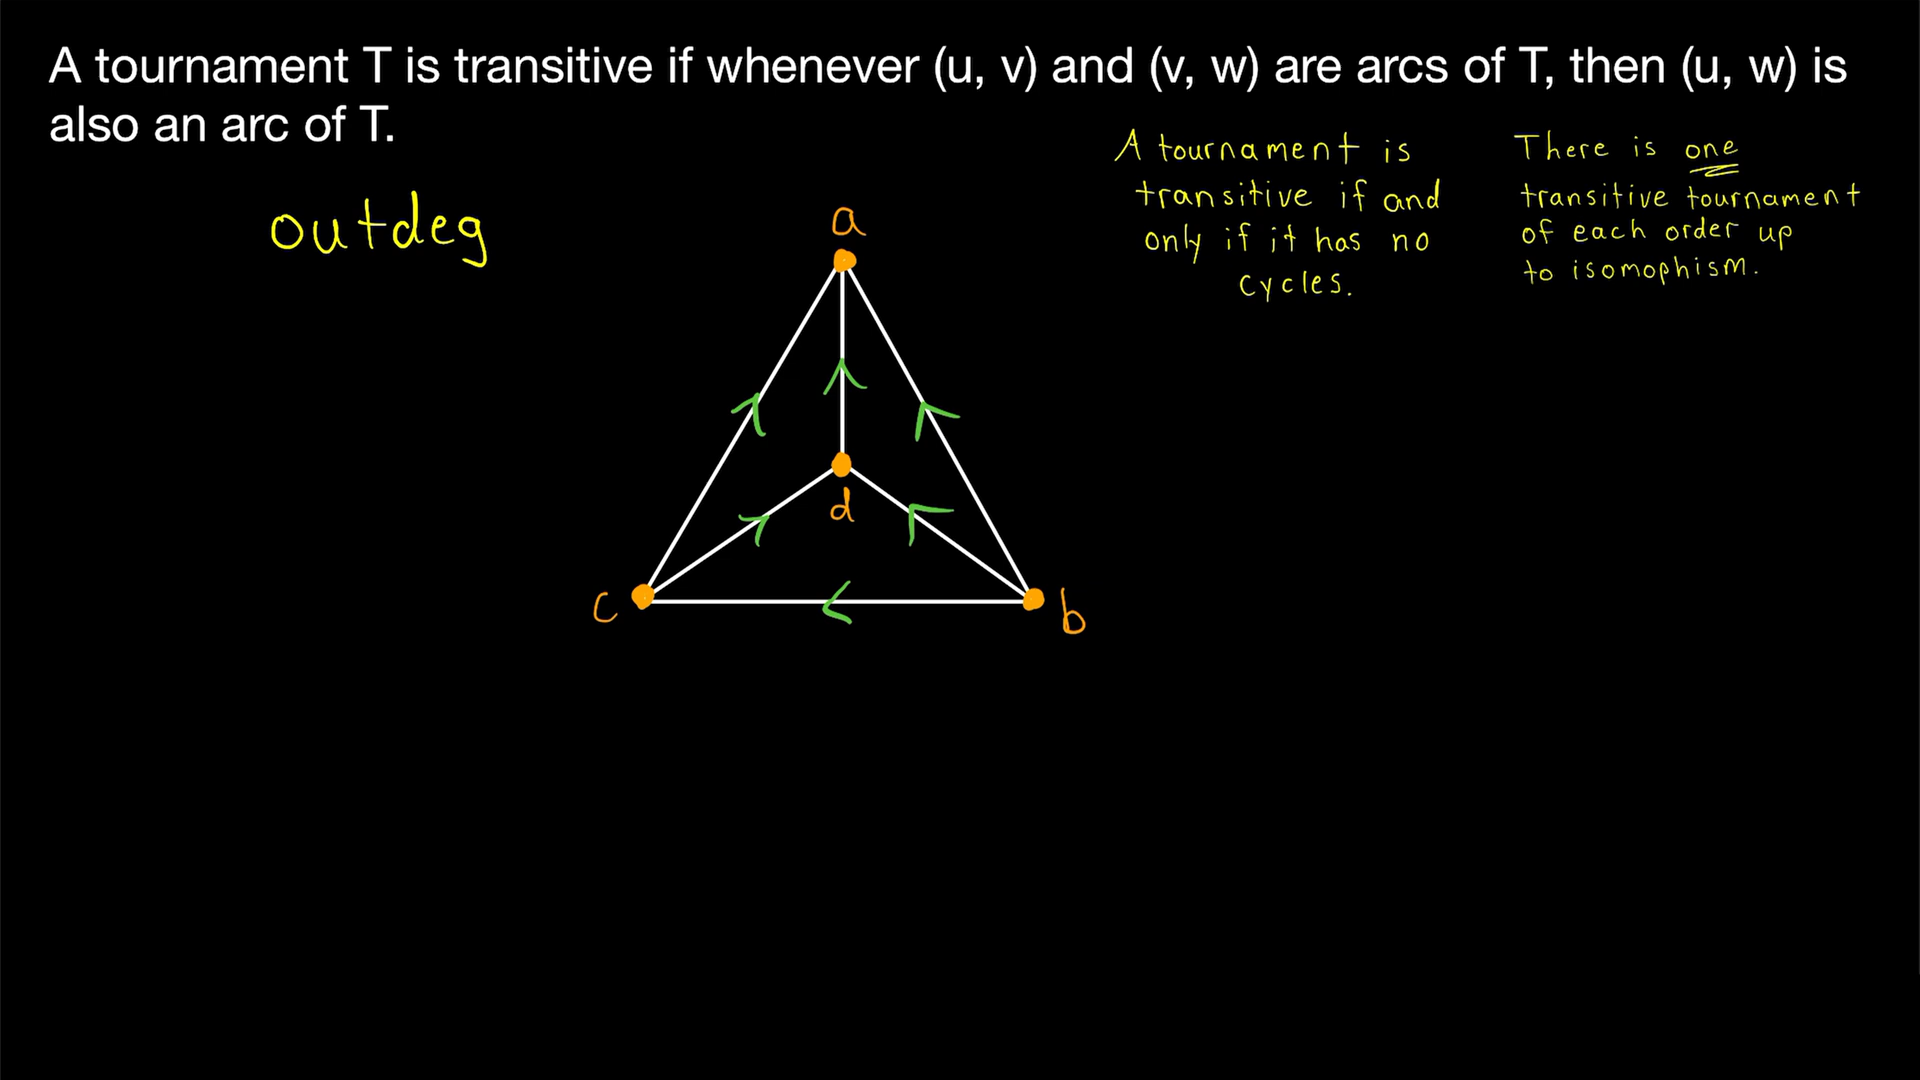 A tournament T is transitive if whenever (u, v) and (v, w) are arcs of T, then (u, w) is
also an arc of T.
A tournament is
transitive if and
only if it has no
cycles.
There is one
transitive tournament
of each order up
to isomophism.
outdeg
a
d
c
b